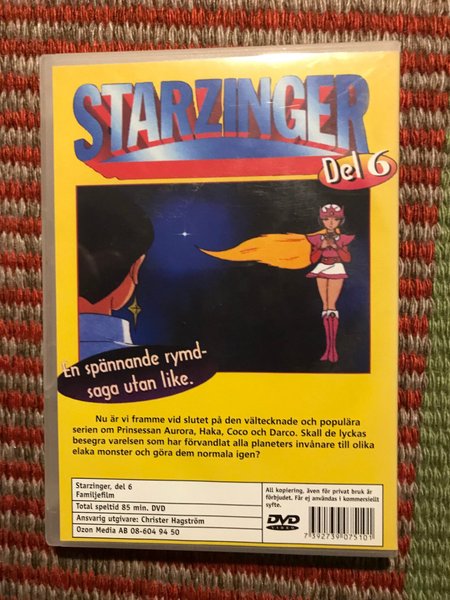 STARZINGER
Del 6
En spännande rymd-
saga utan like.
Nu är vi framme vid slutet på den vältecknade och populära
serien om Prinsessan Aurora, Haka, Coco och Darco. Skall de lyckas
besegra varelsen som har förvandlat alla planeters invånare till olika
elaka monster och göra dem normala igen?
Starzinger, del 6
Familjefilm
Total speltid 85 min. DVD
Ansvarig utgivare: Christer Hagström
Ozon Media AB 08-604 94 50
All kopiering, även för privat bruk är
förbjudet. Får ej användas i kommersiellt
syfte.
DVD
VIDEO
7392739075101